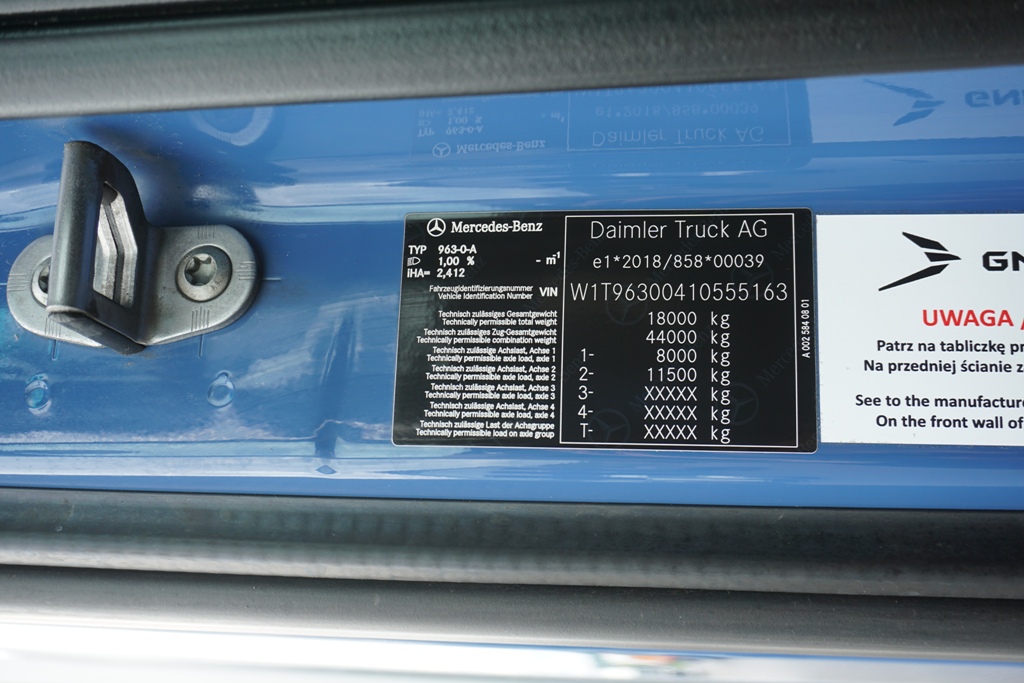 Mercedes-Benz
TYP 963-0-A
1,00 % - m⁻¹
iHA= 2,412
Fahrzeugidentifizierungsnummer
Vehicle Identification Number VIN
Daimler Truck AG
e1*2018/858*00039
W1T96300410555163
Technisch zulässiges Gesamtgewicht
Technically permissible total weight
18000 kg
Technisch zulässiges Zug-Gesamtgewicht
Technically permissible combination weight
44000 kg
Technisch zulässige Achslast, Achse 1
Technically permissible axle load, axle 1
1- 8000 kg
Technisch zulässige Achslast, Achse 2
Technically permissible axle load, axle 2
2- 11500 kg
Technisch zulässige Achslast, Achse 3
Technically permissible axle load, axle 3
3- XXXXX kg
Technisch zulässige Achslast, Achse 4
Technically permissible axle load, axle 4
4- XXXXX kg
Technisch zulässige Last der Achsgruppe
Technically permissible load on axle group
T- XXXXX kg
A 002 584 08 01
UWAGA
Patrz na tabliczkę
Na przedniej ścianie
See to the
On the front wall of